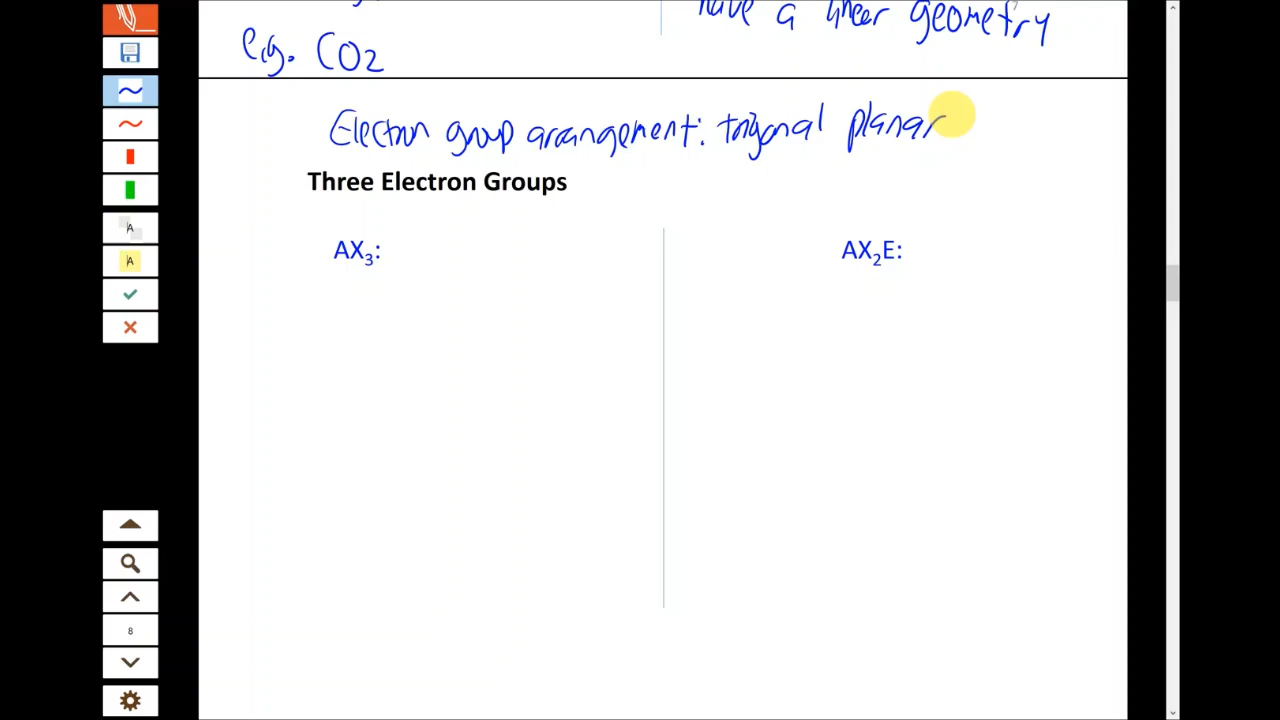 have a linear geometry
e.g. CO2
Electron group arrangement: trigonal planar
Three Electron Groups
AX₃:
AX₂E:
8